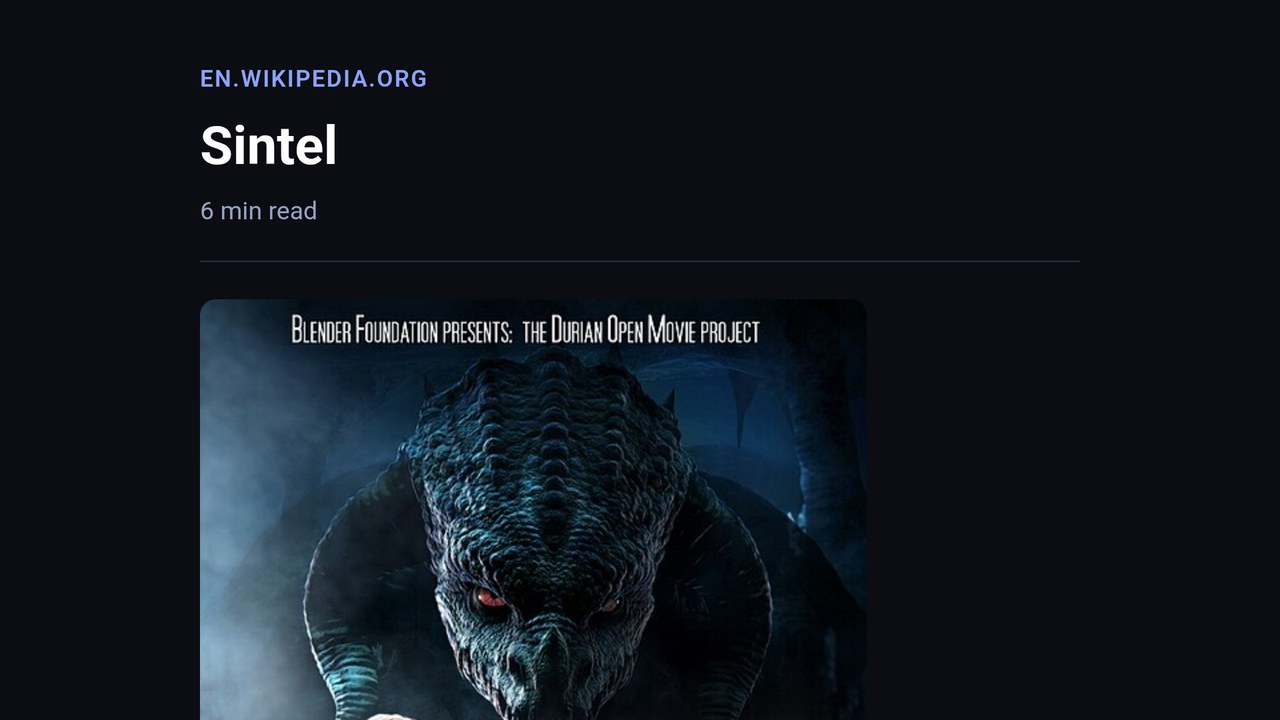 EN.WIKIPEDIA.ORG
Sintel
6 min read
Blender Foundation presents: the Durian Open Movie project